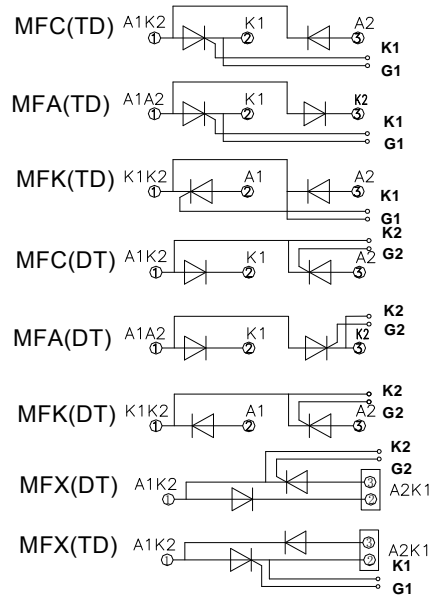 MFC(TD) A1K2 K1 A2
1 2 3
K1
G1
MFA(TD) A1A2 K1 K2
1 2 3
K1
G1
MFK(TD) K1K2 A1 A2
1 2 3
K1
G1
K2
MFC(DT) A1K2 K1 A2 G2
1 2 3
K2
MFA(DT) A1A2 K1 G2
K2
1 2 3
K2
MFK(DT) K1K2 A1 A2 G2
1 2 3
K2
G2
MFX(DT) A1K2 3 A2K1
1 2
MFX(TD) A1K2 3 A2K1
1 2
K1
G1